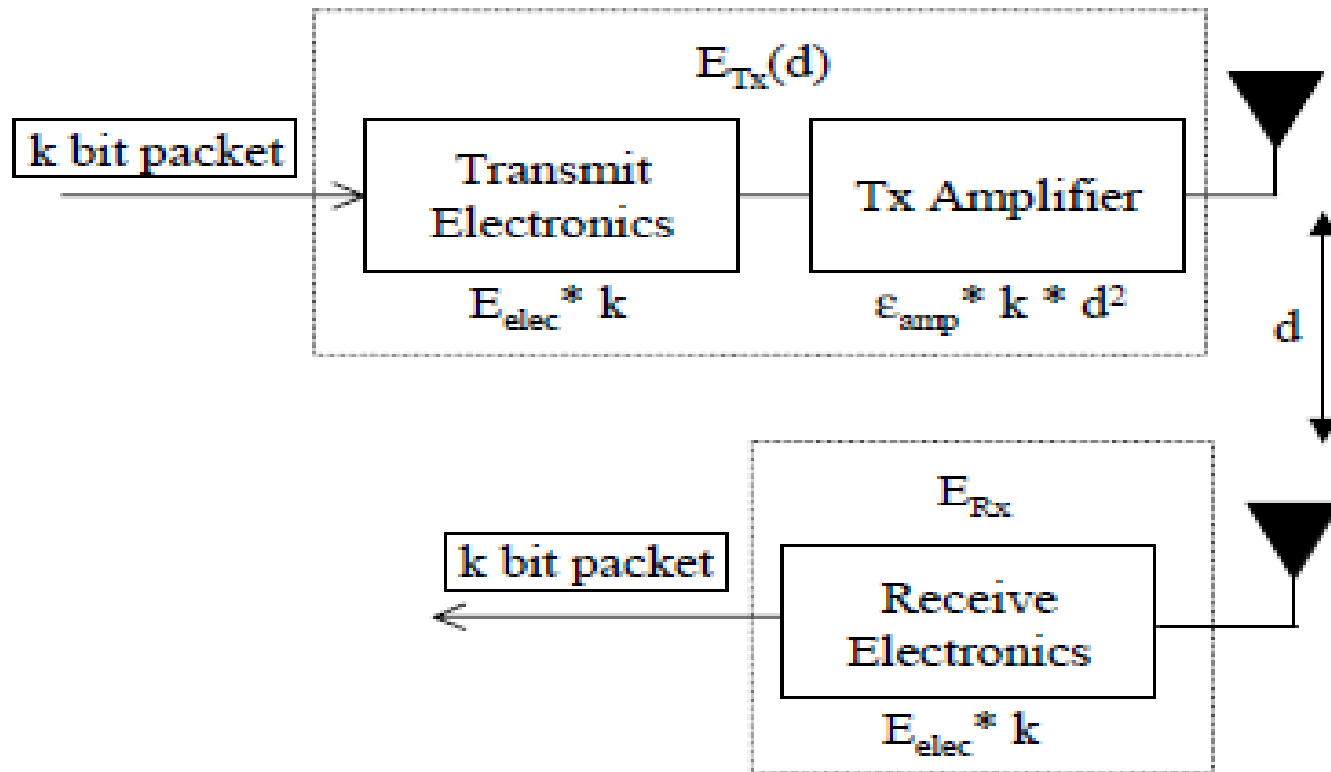 E_Tx(d)
k bit packet
Transmit
Electronics
Tx Amplifier
E_elec * k
ε_amp * k * d²
d
E_Rx
k bit packet
Receive
Electronics
E_elec * k